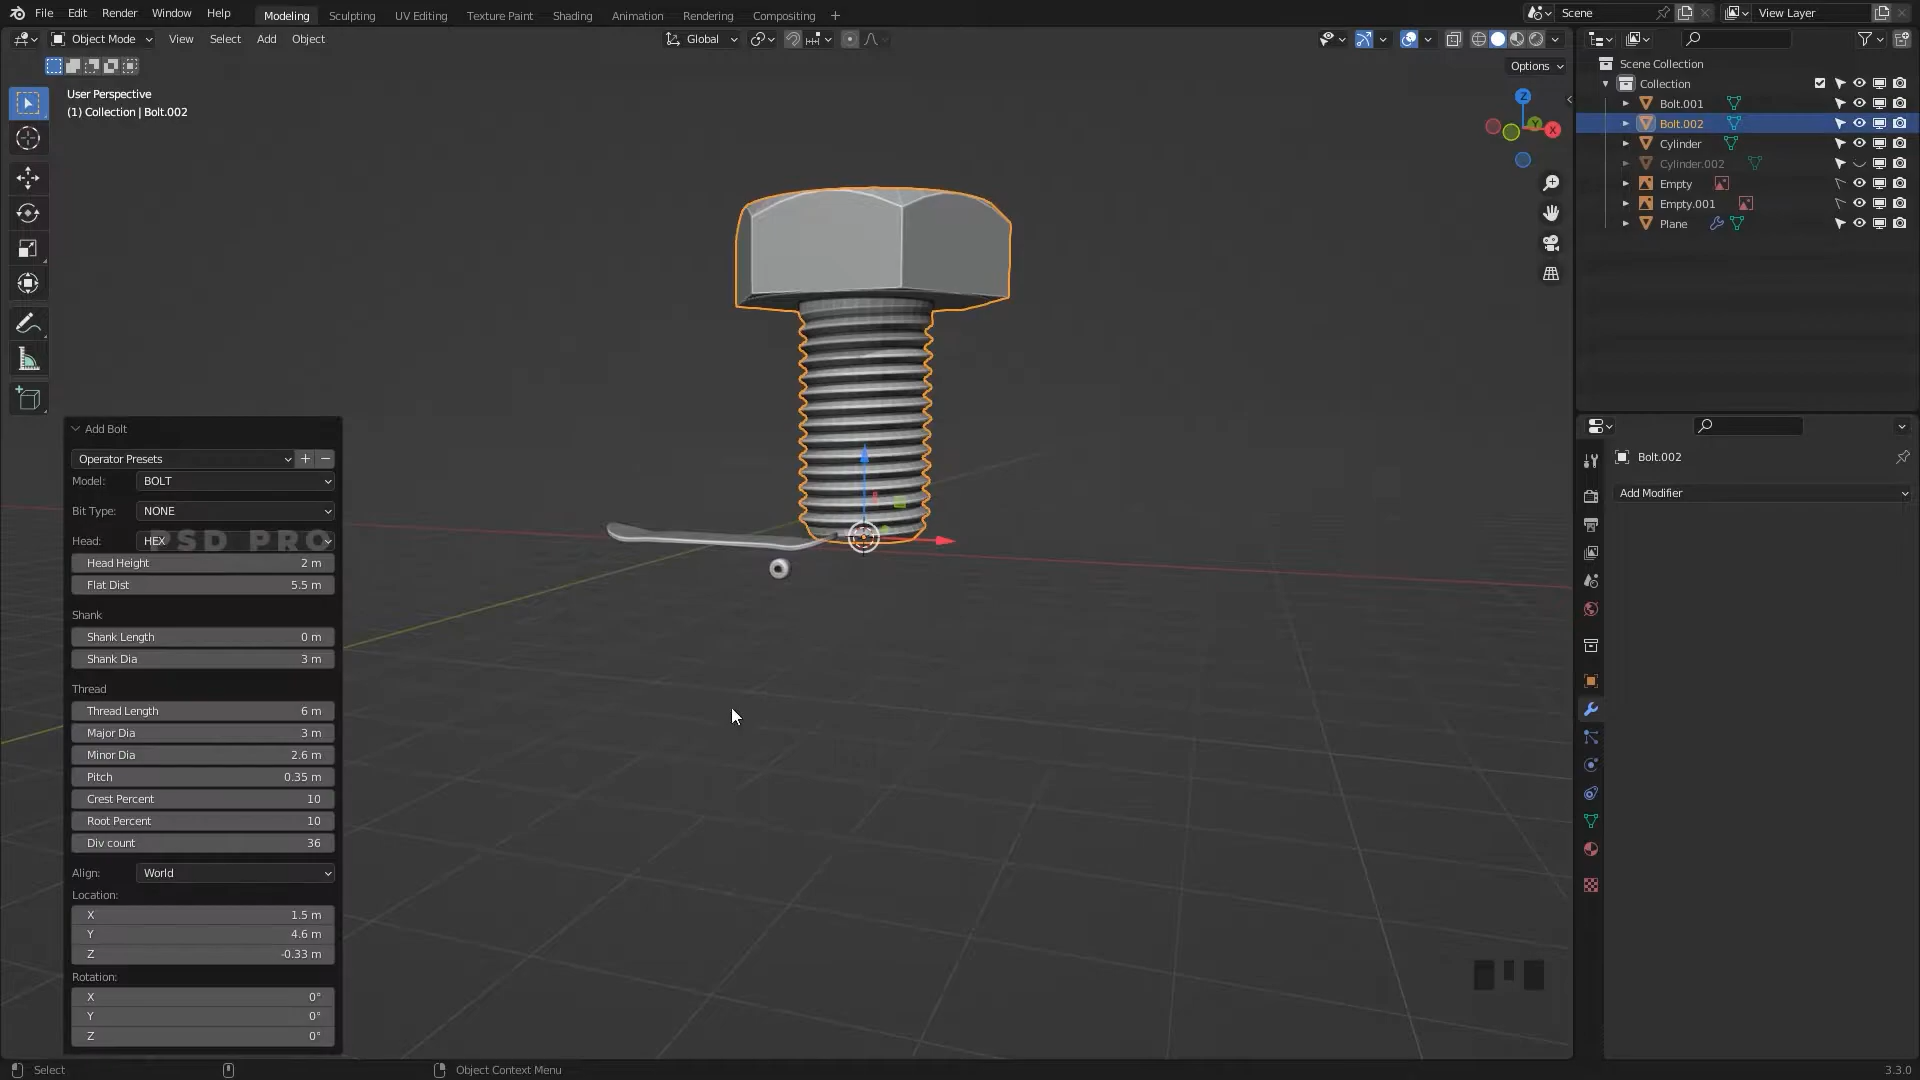 File Edit Render Window Help
Modeling Sculpting UV Editing Texture Paint Shading Animation Rendering Compositing +
Scene
View Layer
Object Mode View Select Add Object
Global
Options
User Perspective
(1) Collection | Bolt.002
Z
Y
X
Scene Collection
Collection
Bolt.001
Bolt.002
Cylinder
Cylinder.002
Empty
Empty.001
Plane
Bolt.002
Add Modifier
Add Bolt
Operator Presets + −
Model: BOLT
Bit Type: NONE
Head: HEX
PSD PRO
Head Height 2 m
Flat Dist 5.5 m
Shank
Shank Length 0 m
Shank Dia 3 m
Thread
Thread Length 6 m
Major Dia 3 m
Minor Dia 2.6 m
Pitch 0.35 m
Crest Percent 10
Root Percent 10
Div count 36
Align: World
Location:
X 1.5 m
Y 4.6 m
Z -0.33 m
Rotation:
X 0°
Y 0°
Z 0°
Select
Object Context Menu
3.3.0